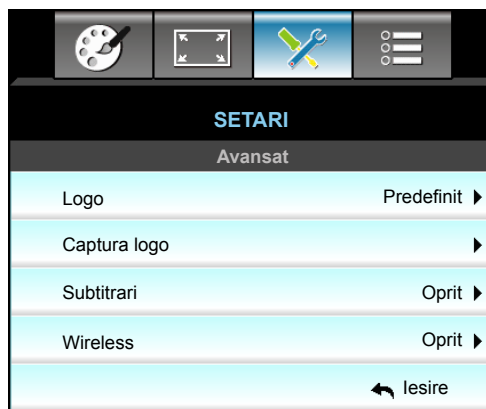 SETARI
Avansat
Logo Predefinit
Captura logo
Subtitrari Oprit
Wireless Oprit
Iesire